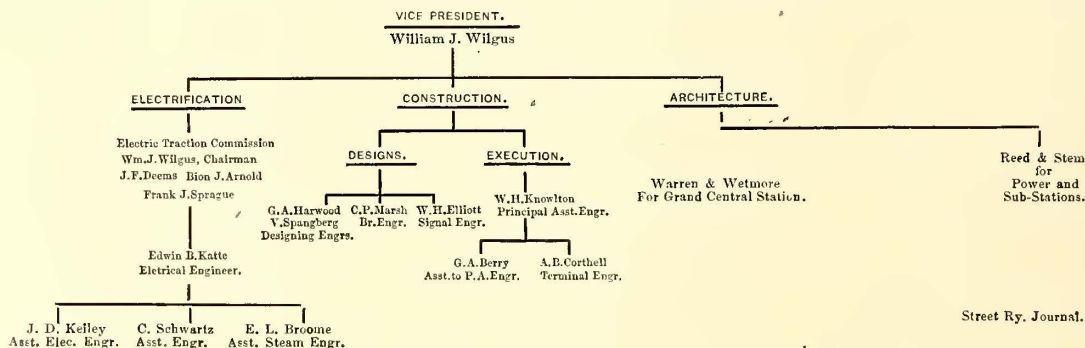 VICE PRESIDENT.
William J. Wilgus
ELECTRIFICATION
Electric Traction Commission
Wm.J.Wilgus, Chairman
J.F.Deems Bion J.Arnold
Frank J.Sprague
Edwin B.Katte
Eletrical Engineer.
J. D. Keiley
Asst. Elec. Engr.
C. Schwartz
Asst. Engr.
E. L. Broome
Asst. Steam Engr.
CONSTRUCTION.
DESIGNS.
G.A.Harwood
V.Spangberg
Designing Engrs.
C.P.Marsh
Br.Engr.
W.H.Elliott
Signal Engr.
EXECUTION.
W.H.Knowlton
Principal Asst.Engr.
G.A.Berry
Asst.to P.A.Engr.
A.B.Corthell
Terminal Engr.
ARCHITECTURE.
Warren & Wetmore
For Grand Central Station.
Reed & Stem
for
Power and
Sub-Stations.
Street Ry. Journal.